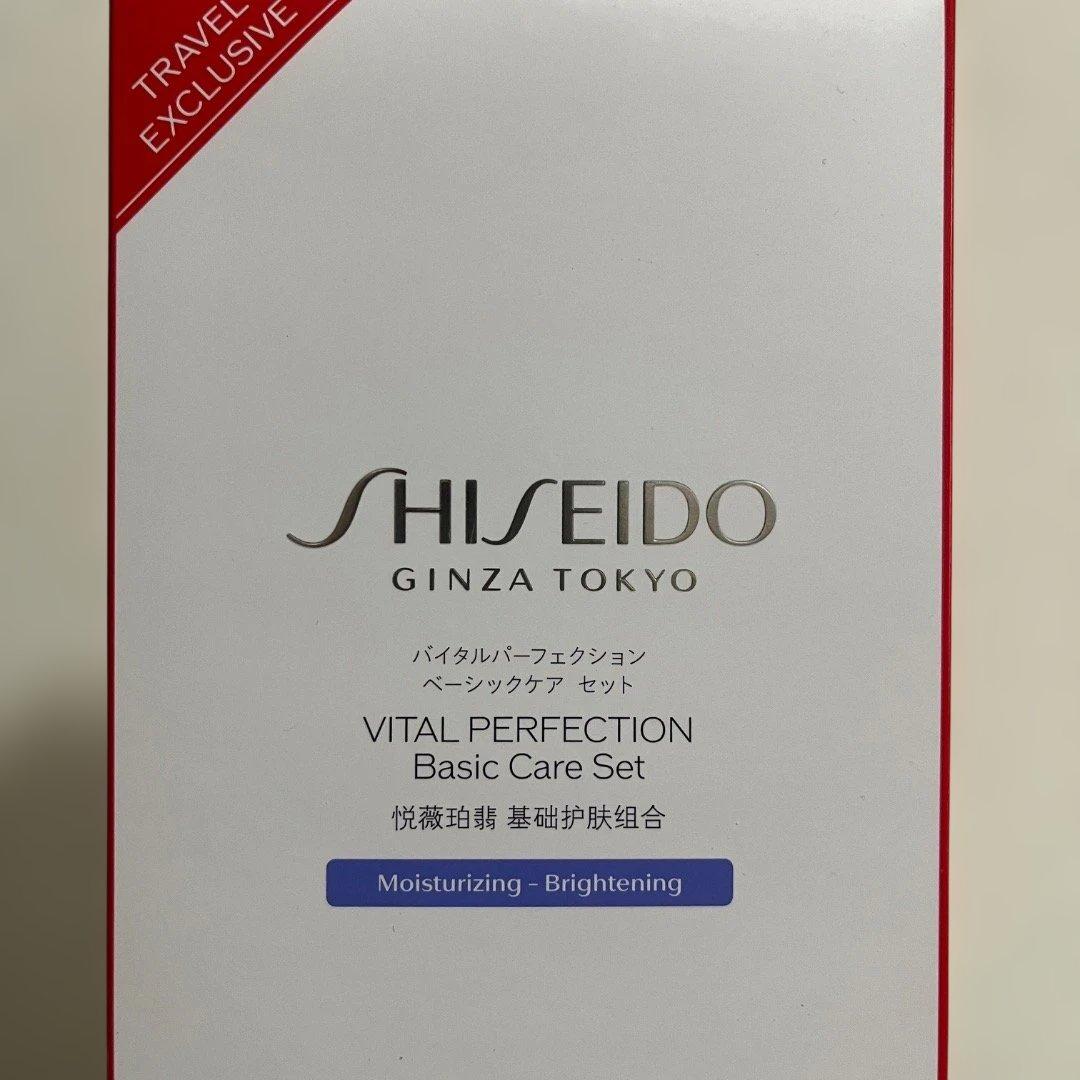 TRAVEL
EXCLUSIVE
SHISEIDO
GINZA TOKYO
バイタルパーフェクション
ベーシックケア セット
VITAL PERFECTION
Basic Care Set
悦薇珀翡 基础护肤组合
Moisturizing – Brightening